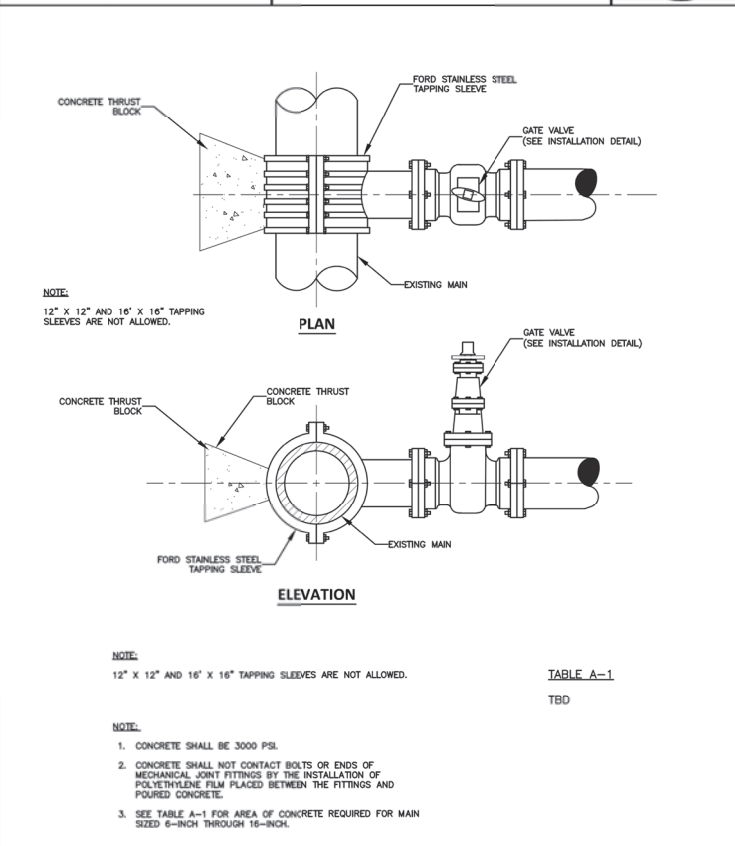 FORD STAINLESS STEEL
TAPPING SLEEVE
CONCRETE THRUST
BLOCK
GATE VALVE
(SEE INSTALLATION DETAIL)
EXISTING MAIN
NOTE:
12" X 12" AND 16' X 16" TAPPING
SLEEVES ARE NOT ALLOWED.
PLAN
GATE VALVE
(SEE INSTALLATION DETAIL)
CONCRETE THRUST
BLOCK
CONCRETE THRUST
BLOCK
EXISTING MAIN
FORD STAINLESS STEEL
TAPPING SLEEVE
ELEVATION
NOTE:
12" X 12" AND 16' X 16" TAPPING SLEEVES ARE NOT ALLOWED.
TABLE A-1
TBD
NOTE:
1. CONCRETE SHALL BE 3000 PSI.
2. CONCRETE SHALL NOT CONTACT BOLTS OR ENDS OF
MECHANICAL JOINT FITTINGS BY THE INSTALLATION OF
POLYETHYLENE FILM PLACED BETWEEN THE FITTINGS AND
POURED CONCRETE.
3. SEE TABLE A-1 FOR AREA OF CONCRETE REQUIRED FOR MAIN
SIZED 6-INCH THROUGH 16-INCH.